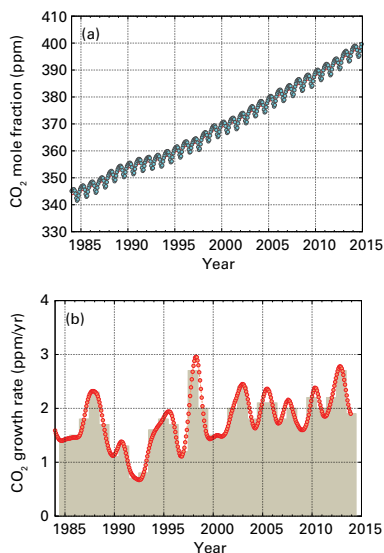 (a)
CO2 mole fraction (ppm)
410
400
390
380
370
360
350
340
330
1985 1990 1995 2000 2005 2010 2015
Year
(b)
CO2 growth rate (ppm/yr)
4
3
2
1
0
1985 1990 1995 2000 2005 2010 2015
Year